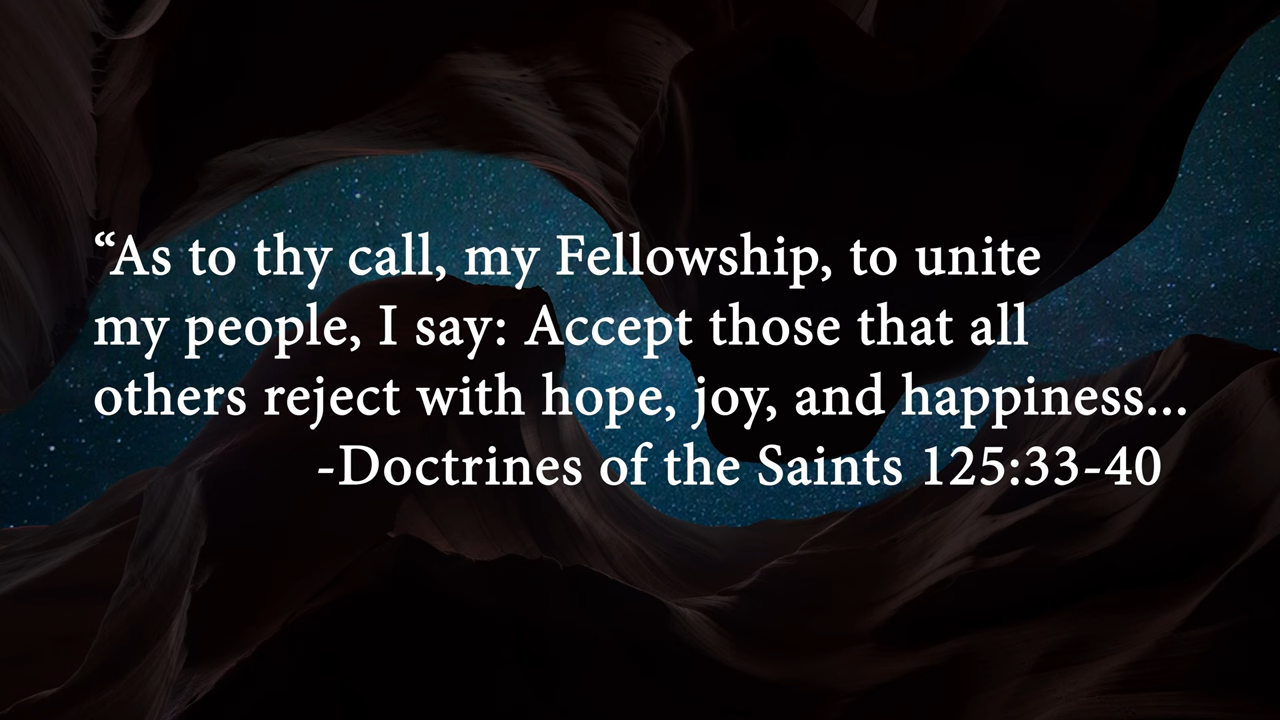 “As to thy call, my Fellowship, to unite
my people, I say: Accept those that all
others reject with hope, joy, and happiness...
-Doctrines of the Saints 125:33-40